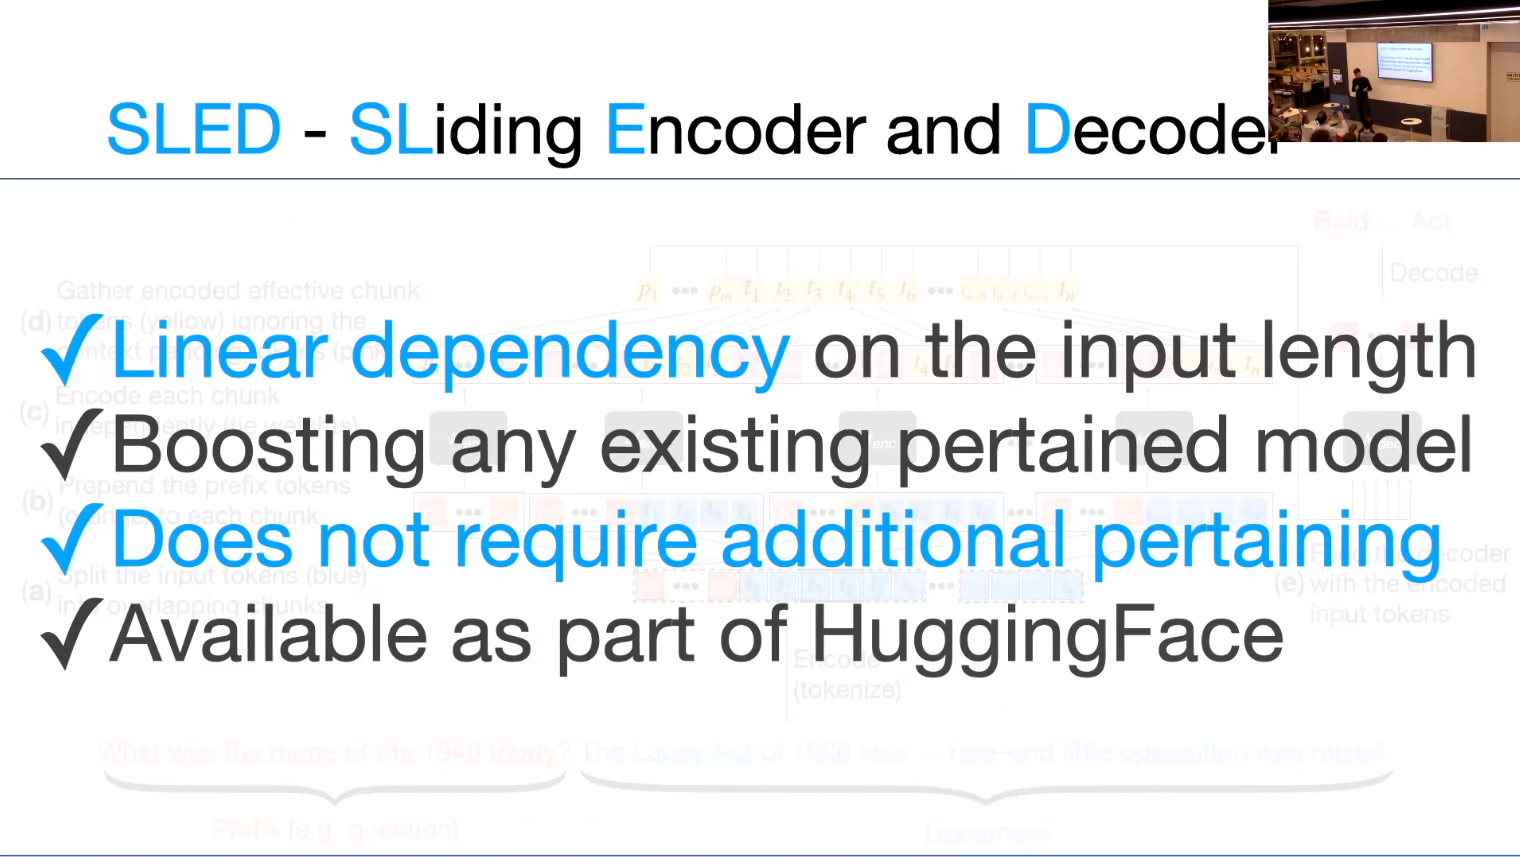 SLED - SLiding Encoder and Decoder
Bald ... Act
Decode
Gather encoded effective chunk
(d) tokens (yellow) ignoring the
✓Linear dependency on the input length
Encode each chunk
(c) independently (tie weights)
✓Boosting any existing pertained model
Prepend the prefix tokens
(b) (orange) to each chunk
✓Does not require additional pertaining
Split the input tokens (blue)
(a) into overlapping chunks
decoder
(e) with the encoded
input tokens
✓Available as part of HuggingFace
Encode
(tokenize)
What was the name of the 1940 treaty? The Lacey Act of 1900 was ... rare and little opposition was raised.
Prefix (e.g. question)
Document